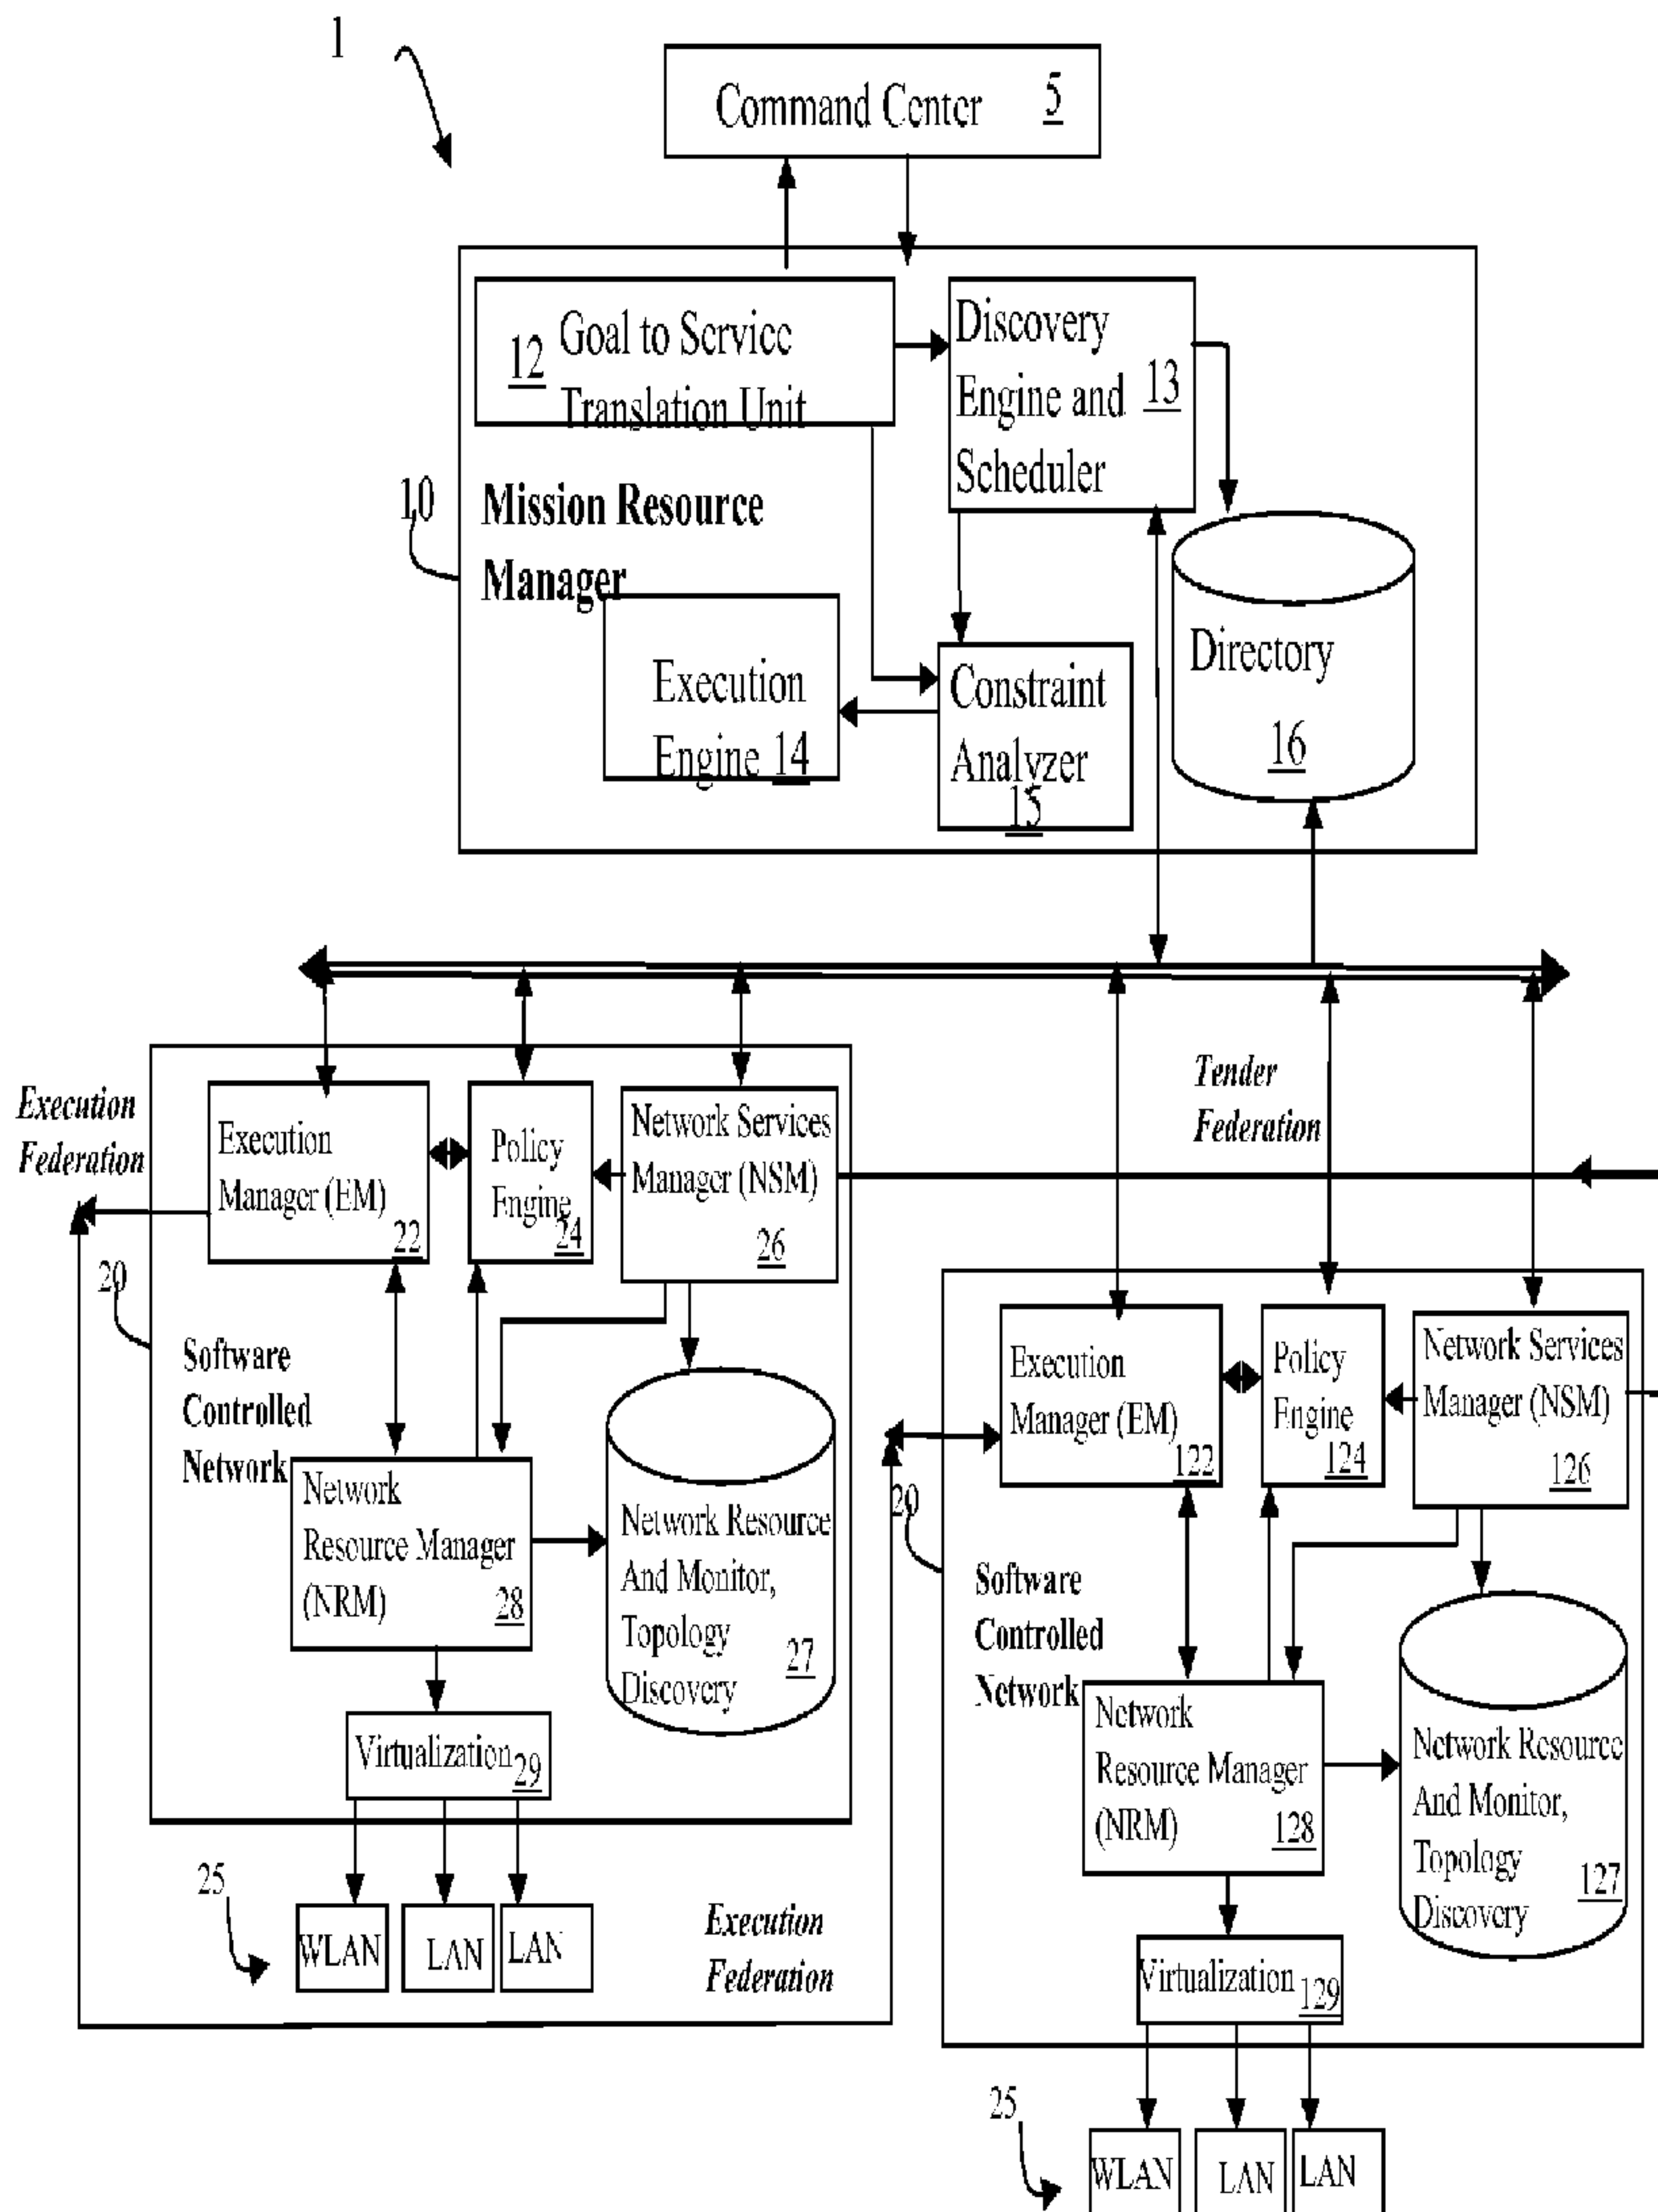 1
Command Center 5
12 Goal to Service
Translation Unit
Discovery
Engine and 13
Scheduler
10
Mission Resource
Manager
Execution
Engine 14
Constraint
Analyzer
15
Directory
16
Execution
Federation
Tender
Federation
Execution
Manager (EM)
22
Policy
Engine
24
Network Services
Manager (NSM)
26
20
Software
Controlled
Network
Network
Resource Manager
(NRM)
28
Network Resource
And Monitor,
Topology
Discovery
27
Virtualization 29
25
WLAN
LAN
LAN
Execution
Federation
Execution
Manager (EM)
122
Policy
Engine
124
Network Services
Manager (NSM)
126
20
Software
Controlled
Network
Network
Resource Manager
(NRM)
128
Network Resource
And Monitor,
Topology
Discovery
127
Virtualization 129
25
WLAN
LAN
LAN